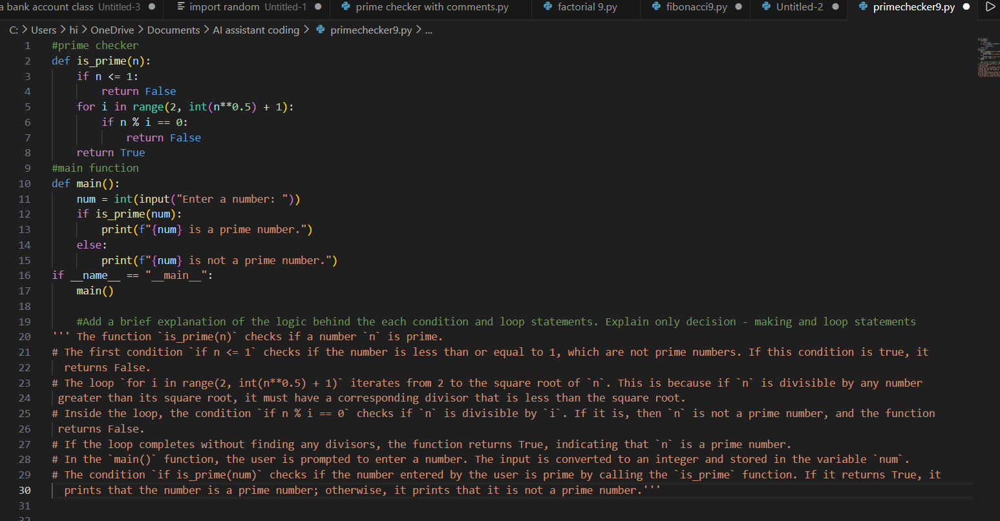 a bank account class Untitled-3 ● import random Untitled-1 ● prime checker with comments.py factorial 9.py fibonacci9.py ● Untitled-2 ● primechecker9.py ●
C: > Users > hi > OneDrive > Documents > AI assistant coding > primechecker9.py > ...
1 #prime checker
2 def is_prime(n):
3     if n <= 1:
4         return False
5     for i in range(2, int(n**0.5) + 1):
6         if n % i == 0:
7             return False
8     return True
9 #main function
10 def main():
11     num = int(input("Enter a number: "))
12     if is_prime(num):
13         print(f"{num} is a prime number.")
14     else:
15         print(f"{num} is not a prime number.")
16 if __name__ == "__main__":
17     main()
18
19     #Add a brief explanation of the logic behind the each condition and loop statements. Explain only decision - making and loop statements
20 ''' The function `is_prime(n)` checks if a number `n` is prime.
21 # The first condition `if n <= 1` checks if the number is less than or equal to 1, which are not prime numbers. If this condition is true, it
22   returns False.
23 # The loop `for i in range(2, int(n**0.5) + 1)` iterates from 2 to the square root of `n`. This is because if `n` is divisible by any number
24  greater than its square root, it must have a corresponding divisor that is less than the square root.
25 # Inside the loop, the condition `if n % i == 0` checks if `n` is divisible by `i`. If it is, then `n` is not a prime number, and the function
26  returns False.
27 # If the loop completes without finding any divisors, the function returns True, indicating that `n` is a prime number.
28 # In the `main()` function, the user is prompted to enter a number. The input is converted to an integer and stored in the variable `num`.
29 # The condition `if is_prime(num)` checks if the number entered by the user is prime by calling the `is_prime` function. If it returns True, it
30   prints that the number is a prime number; otherwise, it prints that it is not a prime number.'''
31
32